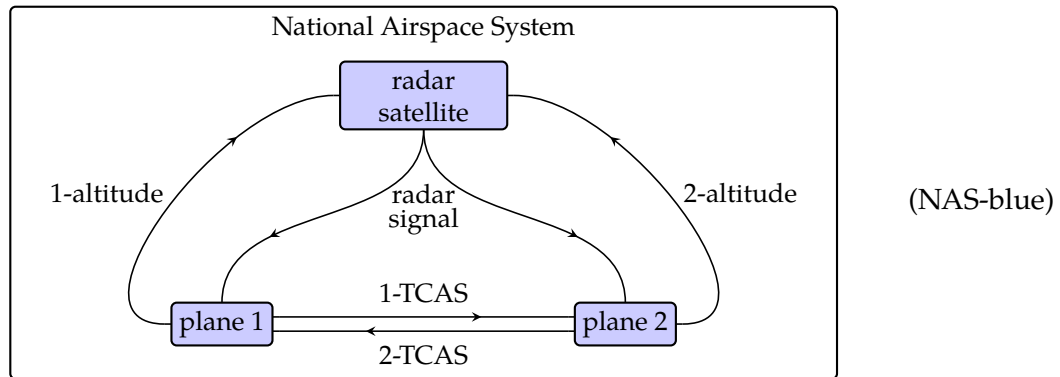 National Airspace System
radar
satellite
1-altitude
radar
signal
2-altitude
(NAS-blue)
1-TCAS
plane 1
plane 2
2-TCAS